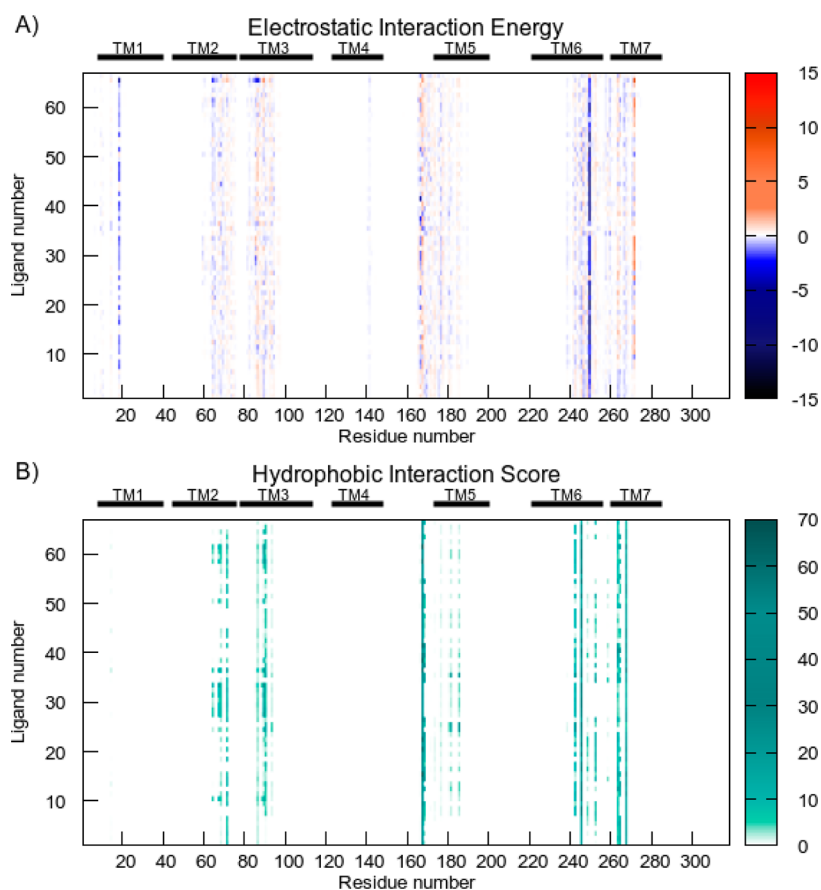 A)
Electrostatic Interaction Energy
TM1 TM2 TM3 TM4 TM5 TM6 TM7
60
50
40
30
20
10
Ligand number
20 40 60 80 100 120 140 160 180 200 220 240 260 280 300
Residue number
15
10
5
0
-5
-10
-15
B)
Hydrophobic Interaction Score
TM1 TM2 TM3 TM4 TM5 TM6 TM7
60
50
40
30
20
10
Ligand number
20 40 60 80 100 120 140 160 180 200 220 240 260 280 300
Residue number
70
60
50
40
30
20
10
0